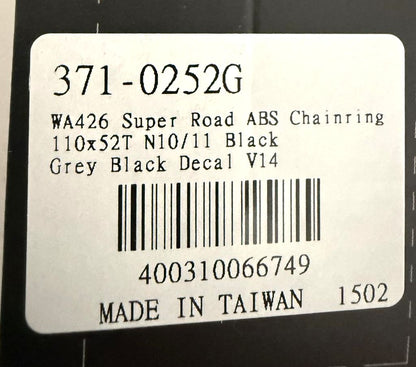 371-0252G
WA426 Super Road ABS Chainring
110x52T N10/11 Black
Grey Black Decal V14
400310066749
MADE IN TAIWAN 1502